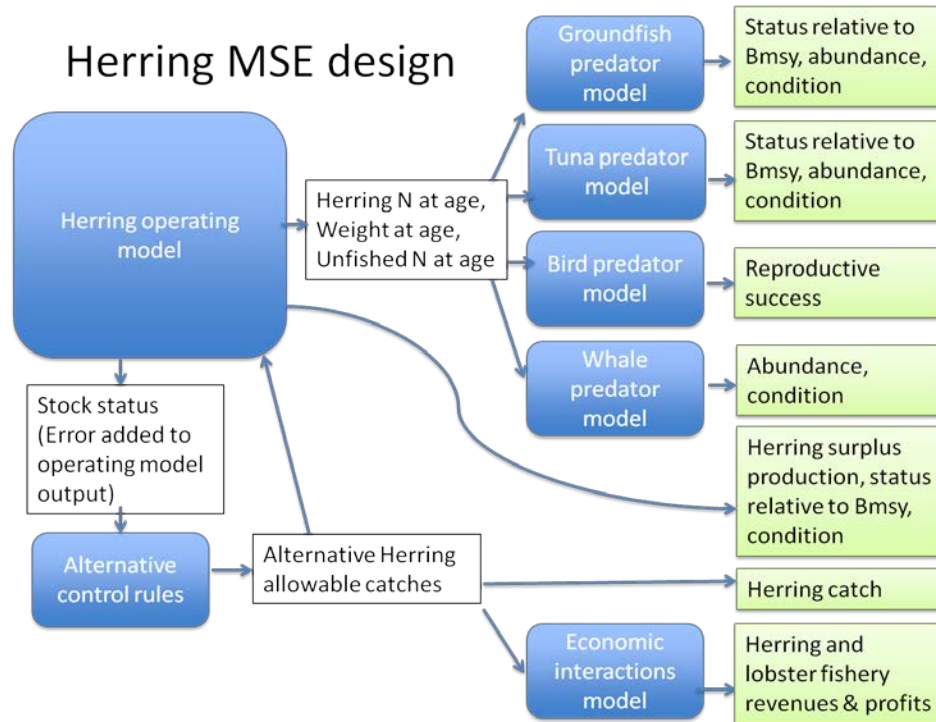 Herring MSE design
Groundfish
predator
model
Status relative to
Bmsy, abundance,
condition
Herring operating
model
Herring N at age,
Weight at age,
Unfished N at age
Tuna predator
model
Status relative to
Bmsy, abundance,
condition
Bird predator
model
Reproductive
success
Whale
predator
model
Abundance,
condition
Stock status
(Error added to
operating model
output)
Herring surplus
production, status
relative to Bmsy,
condition
Alternative
control rules
Alternative Herring
allowable catches
Herring catch
Economic
interactions
model
Herring and
lobster fishery
revenues & profits